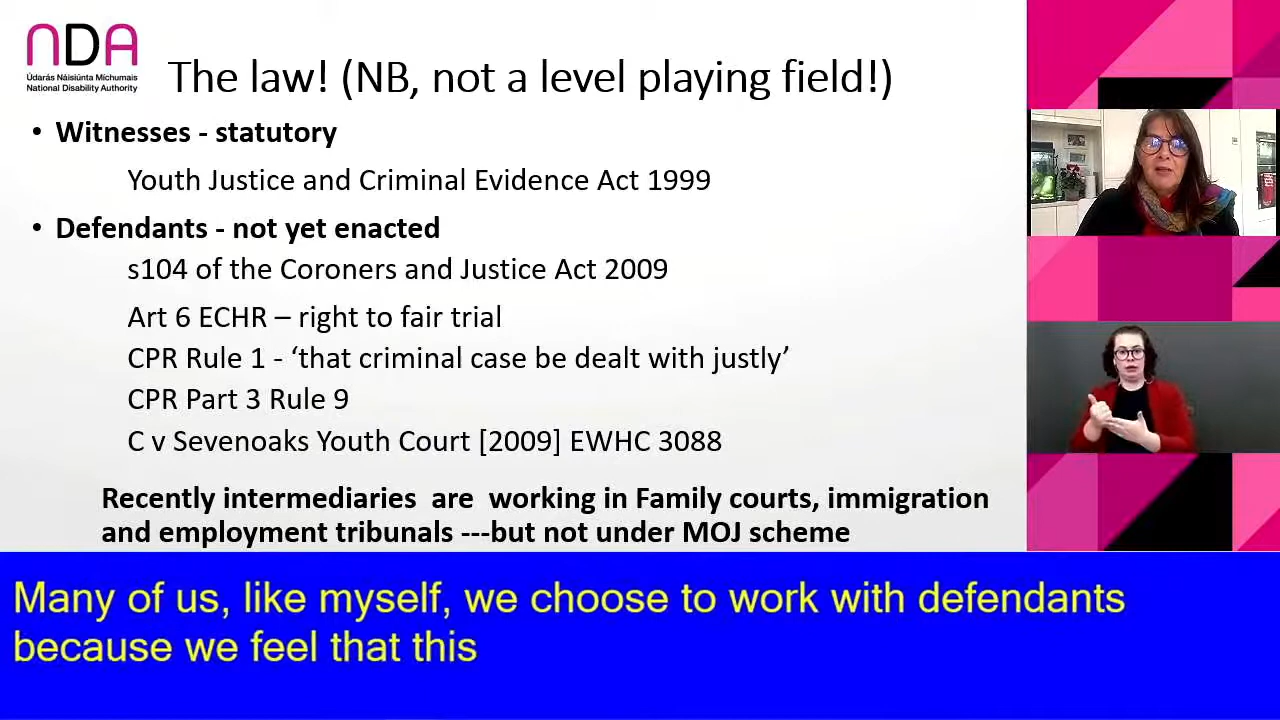 nDA
Údarás Náisiúnta Míchumais
National Disability Authority
The law! (NB, not a level playing field!)
• Witnesses - statutory
Youth Justice and Criminal Evidence Act 1999
• Defendants - not yet enacted
s104 of the Coroners and Justice Act 2009
Art 6 ECHR – right to fair trial
CPR Rule 1 - ‘that criminal case be dealt with justly’
CPR Part 3 Rule 9
C v Sevenoaks Youth Court [2009] EWHC 3088
Recently intermediaries are working in Family courts, immigration
and employment tribunals ---but not under MOJ scheme
Many of us, like myself, we choose to work with defendants
because we feel that this